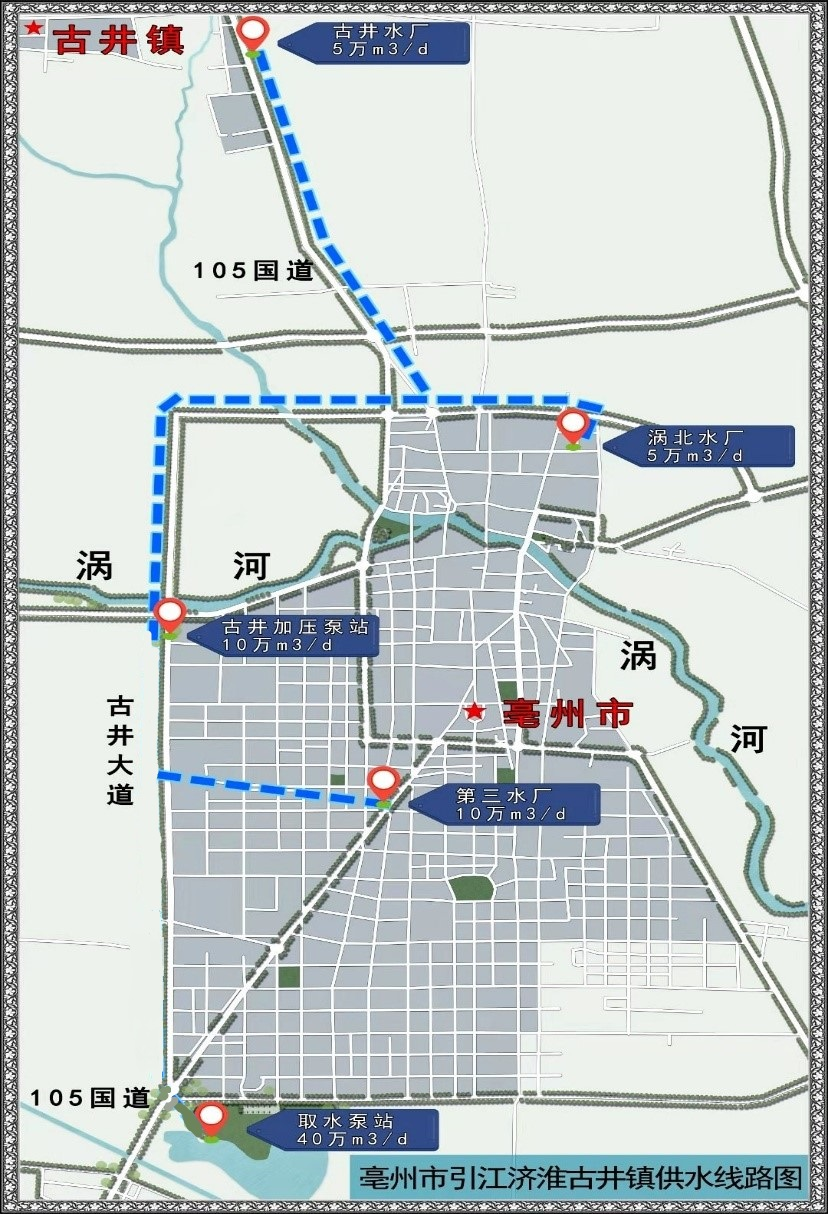 古井镇
古井水厂
5万m3/d
105国道
涡北水厂
5万m3/d
涡河
古井加压泵站
10万m3/d
涡河
古井大道
亳州市
第三水厂
10万m3/d
105国道
取水泵站
40万m3/d
亳州市引江济淮古井镇供水线路图